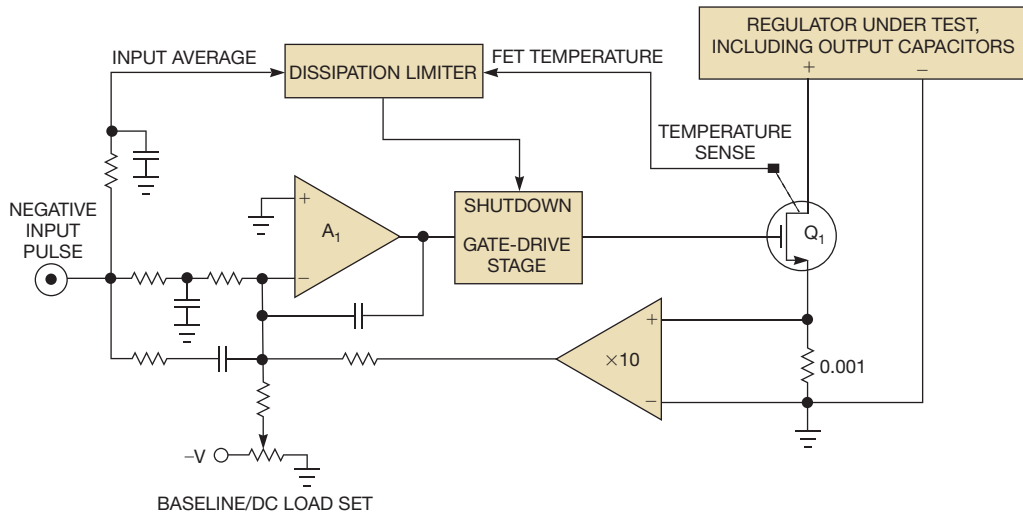 REGULATOR UNDER TEST,
INCLUDING OUTPUT CAPACITORS
+ −
INPUT AVERAGE
DISSIPATION LIMITER
FET TEMPERATURE
TEMPERATURE
SENSE
NEGATIVE
INPUT
PULSE
+
A1
−
SHUTDOWN
GATE-DRIVE
STAGE
Q1
+
×10
−
0.001
−V
BASELINE/DC LOAD SET